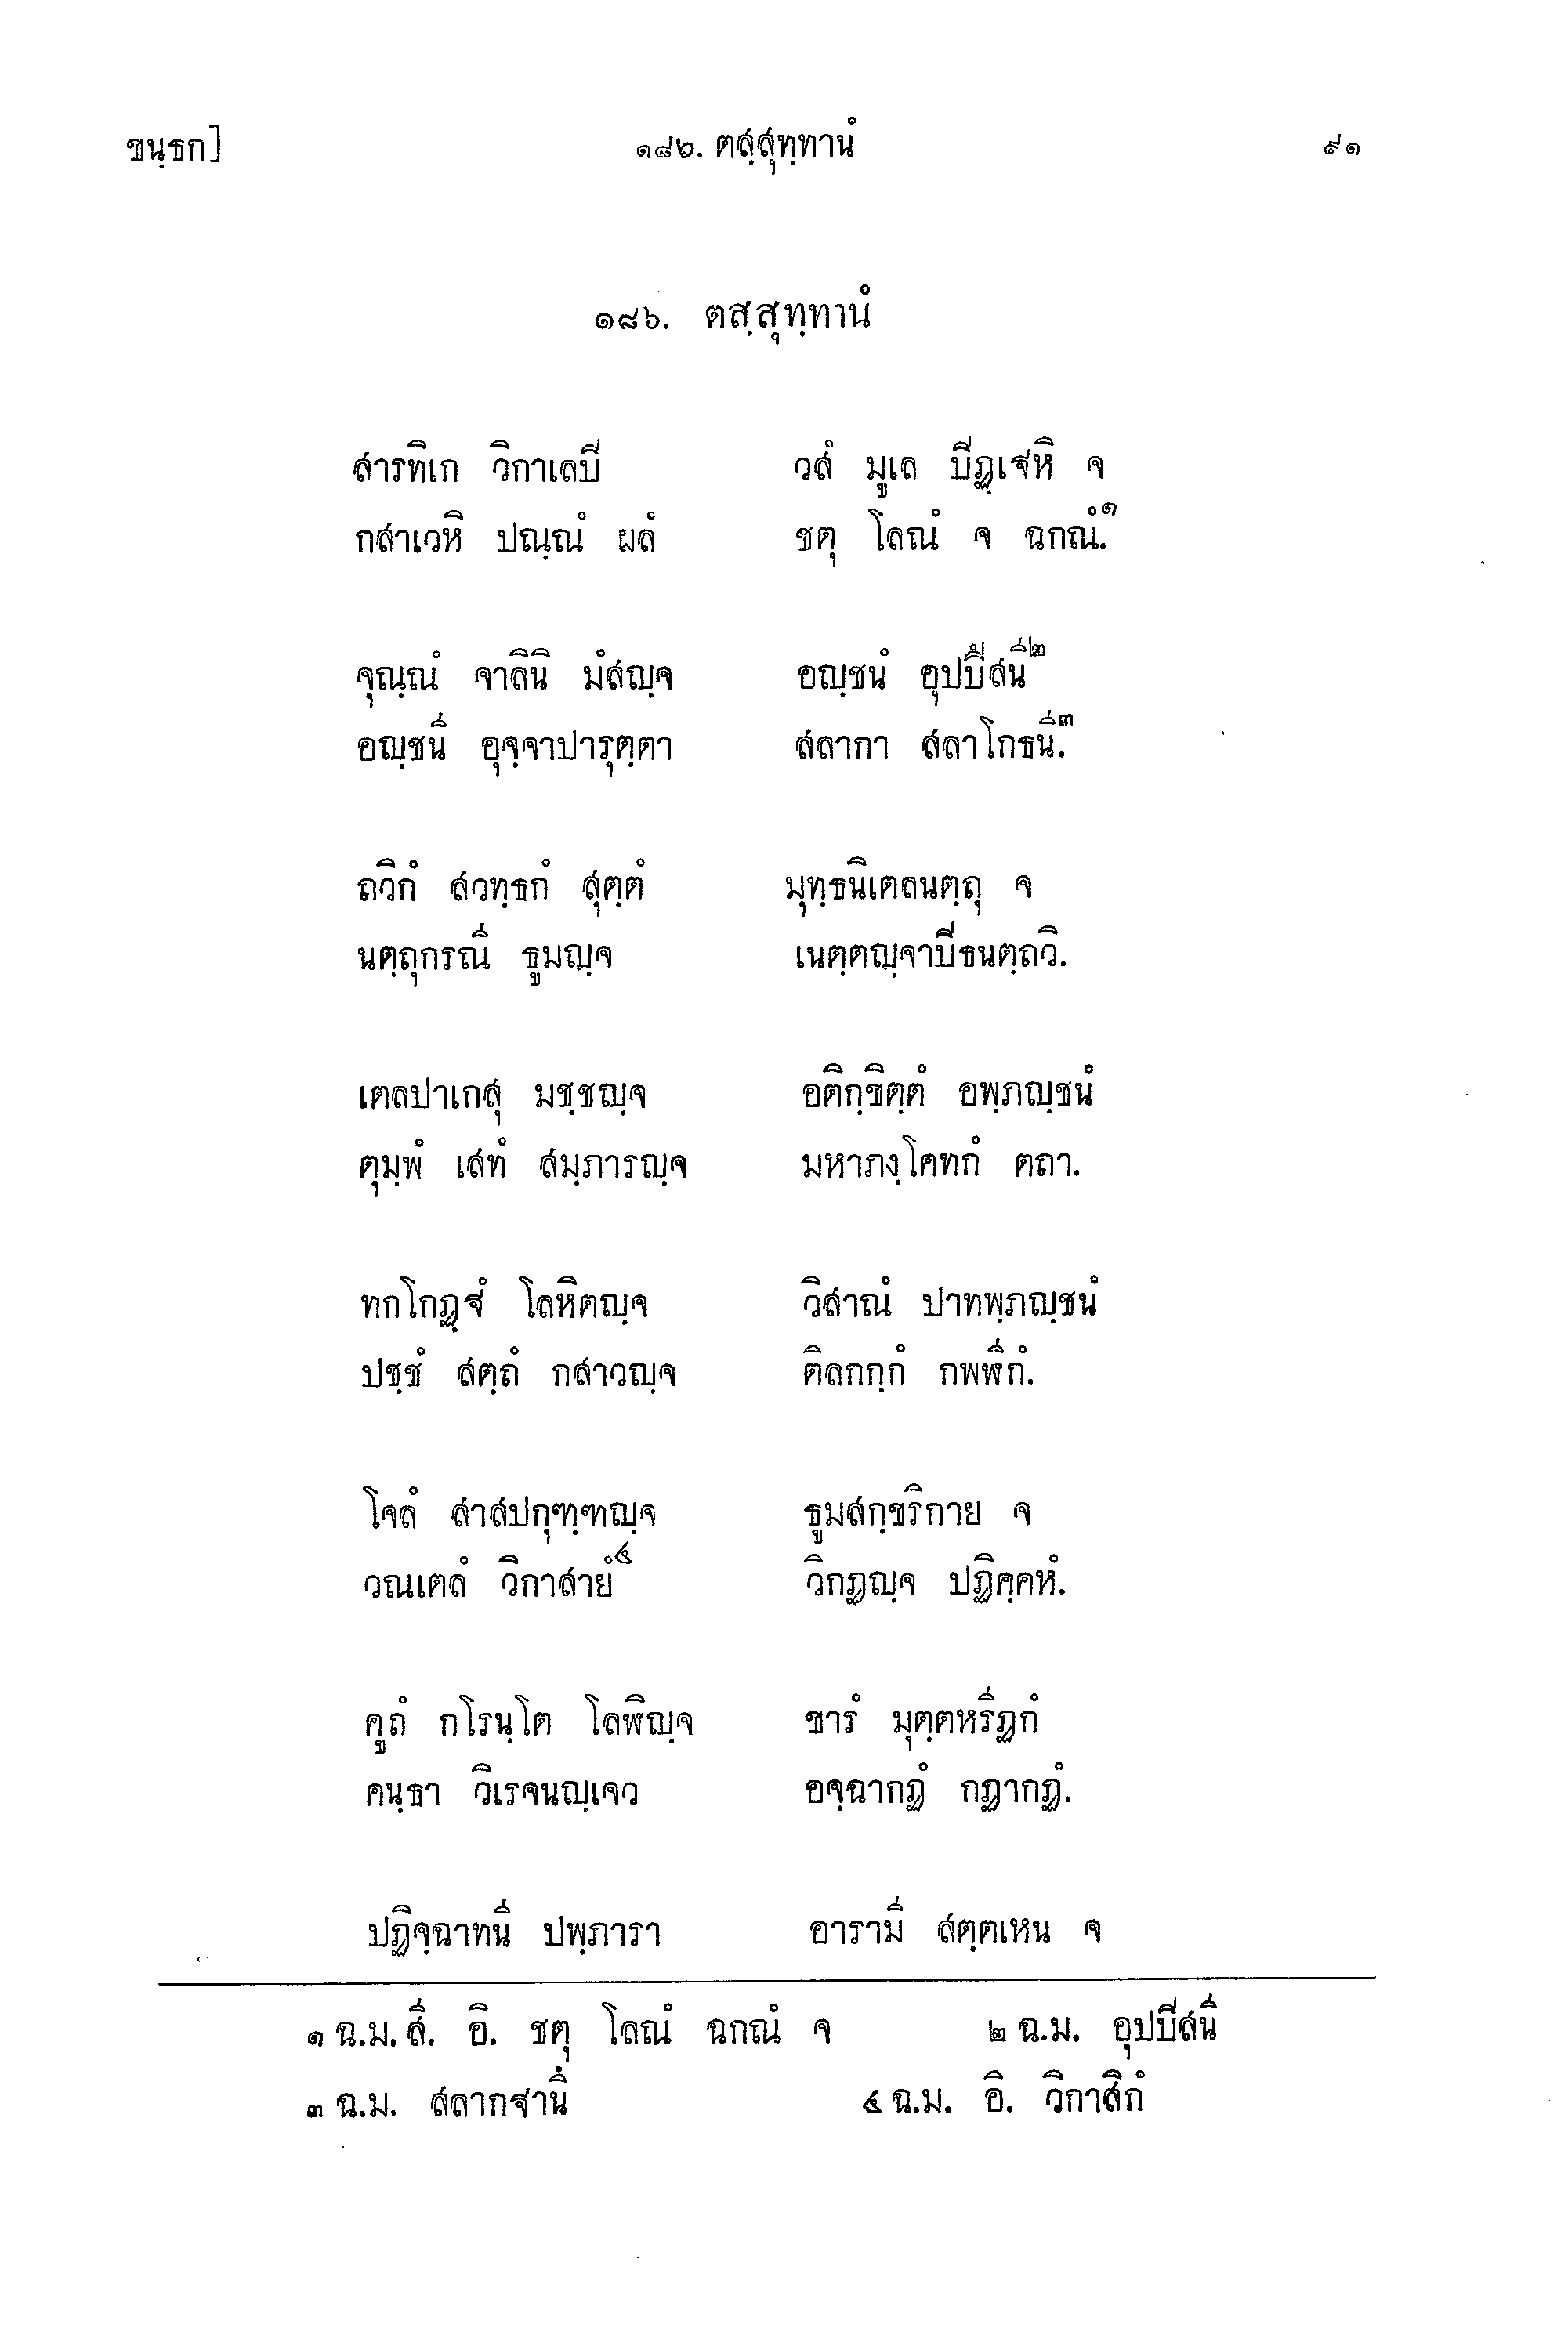 ขนฺธก] ๑๘๖. ตสฺสุทฺทานํ ๙๑
๑๘๖. ตสฺสุทฺทานํ
สารทิเก วิกาเลปี วสํ มูเล ปีฏฺเฐหิ จ
กสาเวหิ ปณฺณํ ผลํ ชตุ โลณํ จ ฉกณํ.๑
จุณฺณํ จาลินิ มํสญฺจ อญฺชนํ อุปปึสนึ๒
อญฺชนึ อุจฺจาปารุตฺตา สลากา สลาโกธนึ.๓
ถวิกํ สวทฺธกํ สุตฺตํ มุทฺธนิเตลนตฺถุ จ
นตฺถุกรณึ ธูมญฺจ เนตฺตญฺจาปีธนตฺถวิ.
เตลปาเกสุ มชฺชญฺจ อติกฺขิตฺตํ อพฺภญฺชนํ
ตุมฺพํ เสทํ สมฺภารญฺจ มหาภงฺโคทกํ ตถา.
ทกโกฏฺฐํ โลหิตญฺจ วิสาณํ ปาทพฺภญฺชนํ
ปชฺชํ สตฺถํ กสาวญฺจ ติลกกฺกํ กพพึกํ.
โจลํ สาสปกุฑฺฑญฺจ ธูมสกฺขริกาย จ
วณเตลํ วิกาสายํ๔ วิกฏญฺจ ปฏิคฺคหํ.
คูถํ กโรนฺโต โลพิญฺจ ขารํ มุตฺตหรึฏกํ
คนฺธา วิเรจนญฺเจว อจฺฉากฏํ กฏากฏํ.
ปฏิจฺฉาทนึ ปพฺภารา อารามึ สตฺตเหน จ
๑ ฉ.ม. สี. อิ. ชตุ โลณํ ฉกณํ จ ๒ ฉ.ม. อุปปีสนึ
๓ ฉ.ม. สลากฐานึ ๔ ฉ.ม. อิ. วิกาสิกํ